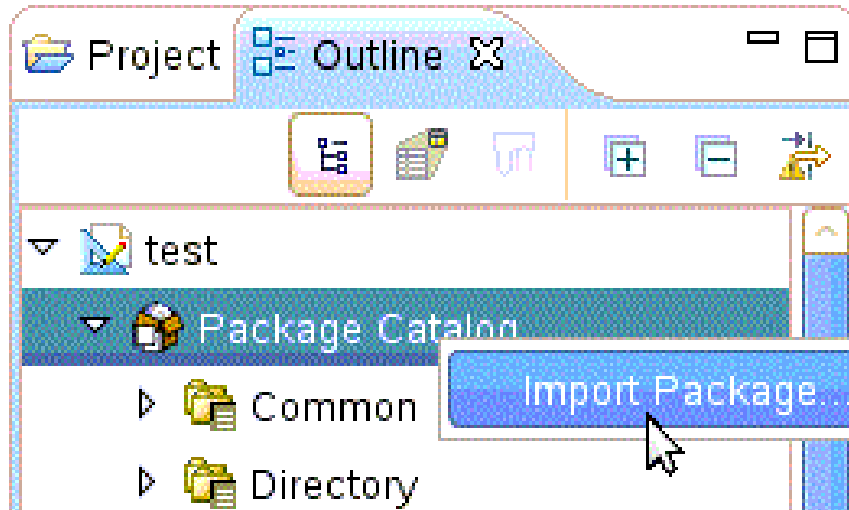 Project
Outline
test
Package Catalog
Import Package...
Common
Directory